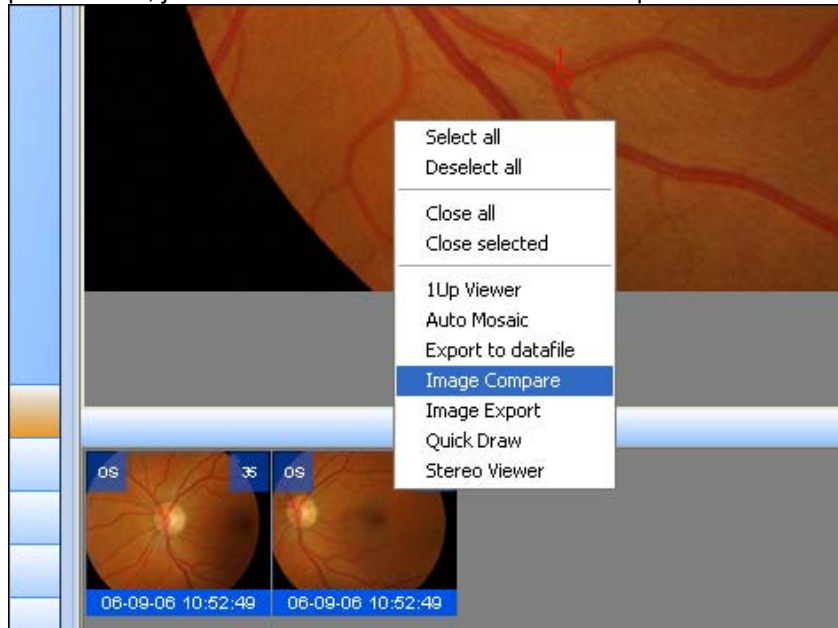 Select all
Deselect all
Close all
Close selected
1Up Viewer
Auto Mosaic
Export to datafile
Image Compare
Image Export
Quick Draw
Stereo Viewer
OS 35 OS
06-09-06 10:52:49 06-09-06 10:52:49